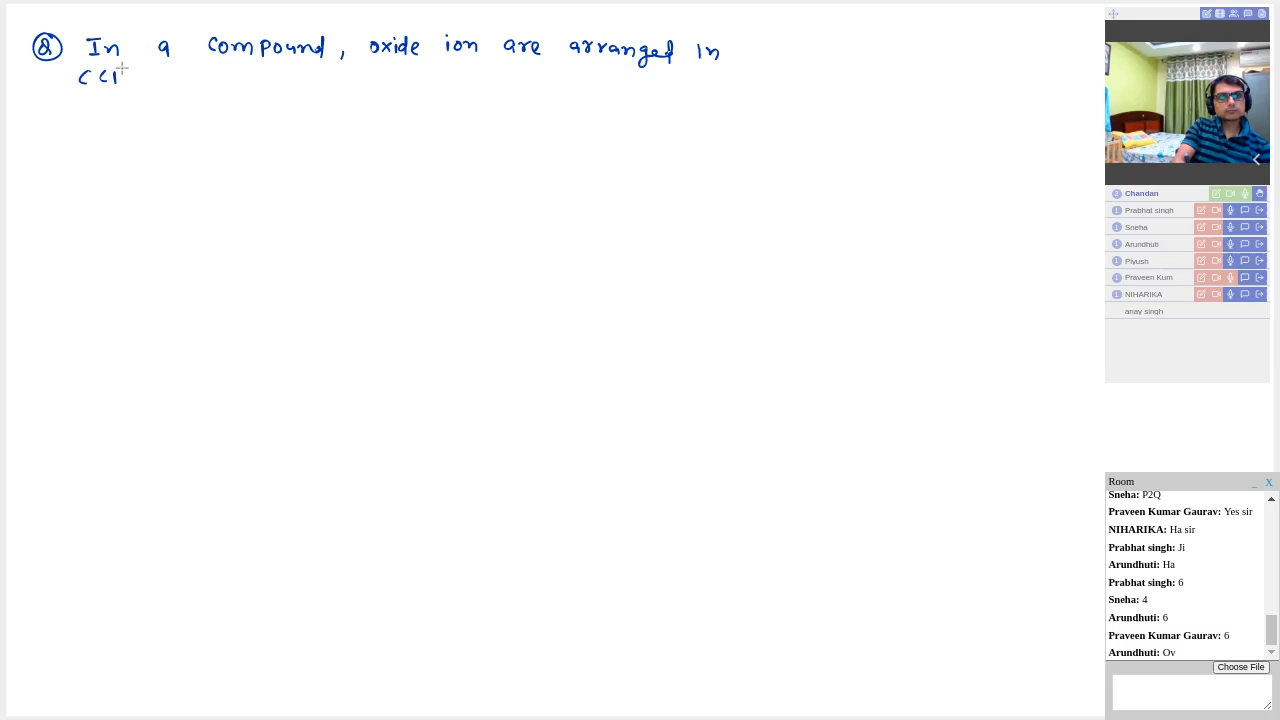 Q In a compound, oxide ion are arranged in
CCP
Chandan
Prabhat singh
Sneha
Arundhuti
Piyush
Praveen Kum
NIHARIKA
anay singh
Room _ X
Sneha: P2Q
Praveen Kumar Gaurav: Yes sir
NIHARIKA: Ha sir
Prabhat singh: Ji
Arundhuti: Ha
Prabhat singh: 6
Sneha: 4
Arundhuti: 6
Praveen Kumar Gaurav: 6
Arundhuti: Ov
Choose File